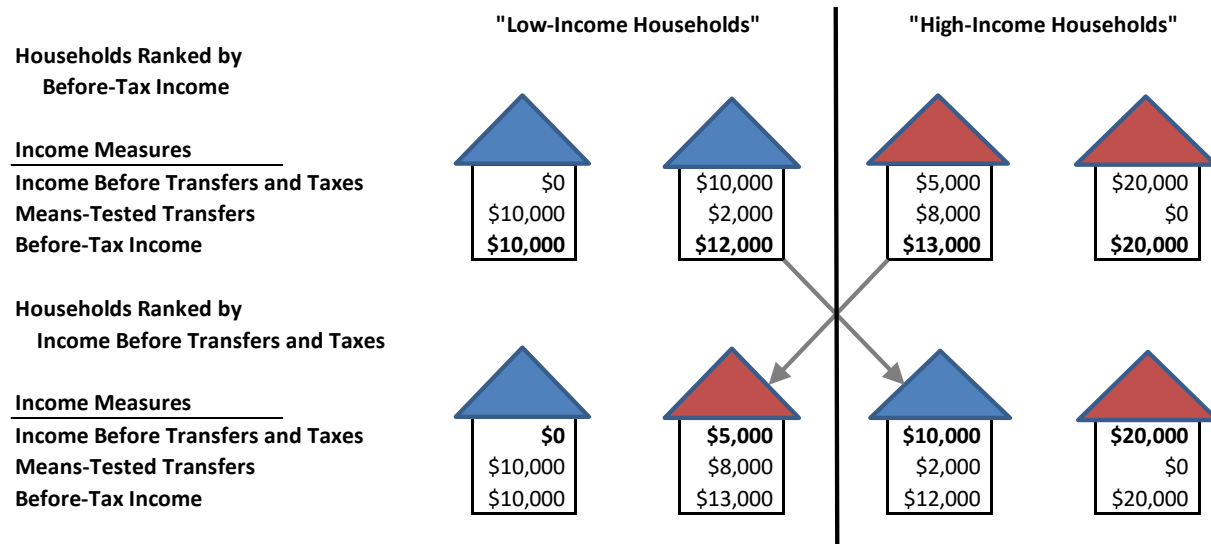 "Low-Income Households" "High-Income Households"
Households Ranked by
Before-Tax Income
Income Measures
Income Before Transfers and Taxes $0 $10,000 $5,000 $20,000
Means-Tested Transfers $10,000 $2,000 $8,000 $0
Before-Tax Income $10,000 $12,000 $13,000 $20,000
Households Ranked by
Income Before Transfers and Taxes
Income Measures
Income Before Transfers and Taxes $0 $5,000 $10,000 $20,000
Means-Tested Transfers $10,000 $8,000 $2,000 $0
Before-Tax Income $10,000 $13,000 $12,000 $20,000